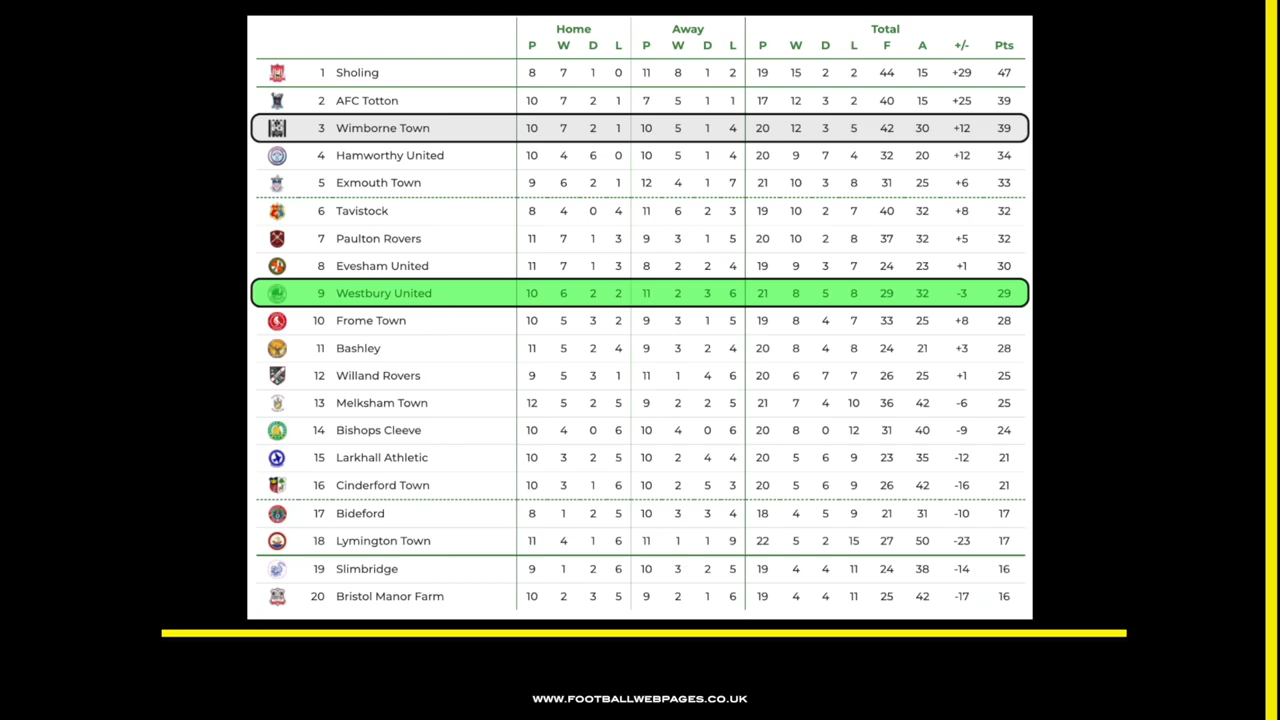 Home Away Total
P W D L P W D L P W D L F A +/- Pts
1 Sholing 8 7 1 0 11 8 1 2 19 15 2 2 44 15 +29 47
2 AFC Totton 10 7 2 1 7 5 1 1 17 12 3 2 40 15 +25 39
3 Wimborne Town 10 7 2 1 10 5 1 4 20 12 3 5 42 30 +12 39
4 Hamworthy United 10 4 6 0 10 5 1 4 20 9 7 4 32 20 +12 34
5 Exmouth Town 9 6 2 1 12 4 1 7 21 10 3 8 31 25 +6 33
6 Tavistock 8 4 0 4 11 6 2 3 19 10 2 7 40 32 +8 32
7 Paulton Rovers 11 7 1 3 9 3 1 5 20 10 2 8 37 32 +5 32
8 Evesham United 11 7 1 3 8 2 2 4 19 9 3 7 24 23 +1 30
9 Westbury United 10 6 2 2 11 2 3 6 21 8 5 8 29 32 -3 29
10 Frome Town 10 5 3 2 9 3 1 5 19 8 4 7 33 25 +8 28
11 Bashley 11 5 2 4 9 3 2 4 20 8 4 8 24 21 +3 28
12 Willand Rovers 9 5 3 1 11 1 4 6 20 6 7 7 26 25 +1 25
13 Melksham Town 12 5 2 5 9 2 2 5 21 7 4 10 36 42 -6 25
14 Bishops Cleeve 10 4 0 6 10 4 0 6 20 8 0 12 31 40 -9 24
15 Larkhall Athletic 10 3 2 5 10 2 4 4 20 5 6 9 23 35 -12 21
16 Cinderford Town 10 3 1 6 10 2 5 3 20 5 6 9 26 42 -16 21
17 Bideford 8 1 2 5 10 3 3 4 18 4 5 9 21 31 -10 17
18 Lymington Town 11 4 1 6 11 1 1 9 22 5 2 15 27 50 -23 17
19 Slimbridge 9 1 2 6 10 3 2 5 19 4 4 11 24 38 -14 16
20 Bristol Manor Farm 10 2 3 5 9 2 1 6 19 4 4 11 25 42 -17 16
WWW.FOOTBALLWEBPAGES.CO.UK